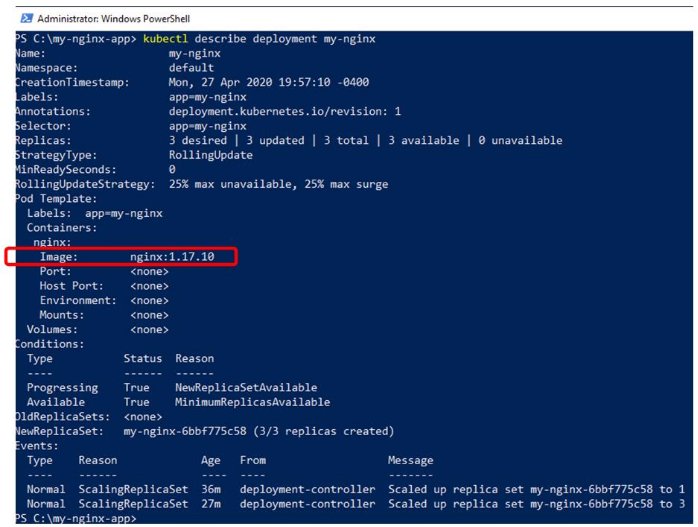 Administrator: Windows PowerShell
PS C:\my-nginx-app> kubectl describe deployment my-nginx
Name:                   my-nginx
Namespace:              default
CreationTimestamp:      Mon, 27 Apr 2020 19:57:10 -0400
Labels:                 app=my-nginx
Annotations:            deployment.kubernetes.io/revision: 1
Selector:               app=my-nginx
Replicas:               3 desired | 3 updated | 3 total | 3 available | 0 unavailable
StrategyType:           RollingUpdate
MinReadySeconds:        0
RollingUpdateStrategy:  25% max unavailable, 25% max surge
Pod Template:
  Labels:  app=my-nginx
  Containers:
   nginx:
    Image:        nginx:1.17.10
    Port:         <none>
    Host Port:    <none>
    Environment:  <none>
    Mounts:       <none>
  Volumes:        <none>
Conditions:
  Type           Status  Reason
  ----           ------  ------
  Progressing    True    NewReplicaSetAvailable
  Available      True    MinimumReplicasAvailable
OldReplicaSets:  <none>
NewReplicaSet:   my-nginx-6bbf775c58 (3/3 replicas created)
Events:
  Type    Reason             Age   From                   Message
  ----    ------             ----  ----                   -------
  Normal  ScalingReplicaSet  36m   deployment-controller  Scaled up replica set my-nginx-6bbf775c58 to 1
  Normal  ScalingReplicaSet  27m   deployment-controller  Scaled up replica set my-nginx-6bbf775c58 to 3
PS C:\my-nginx-app>